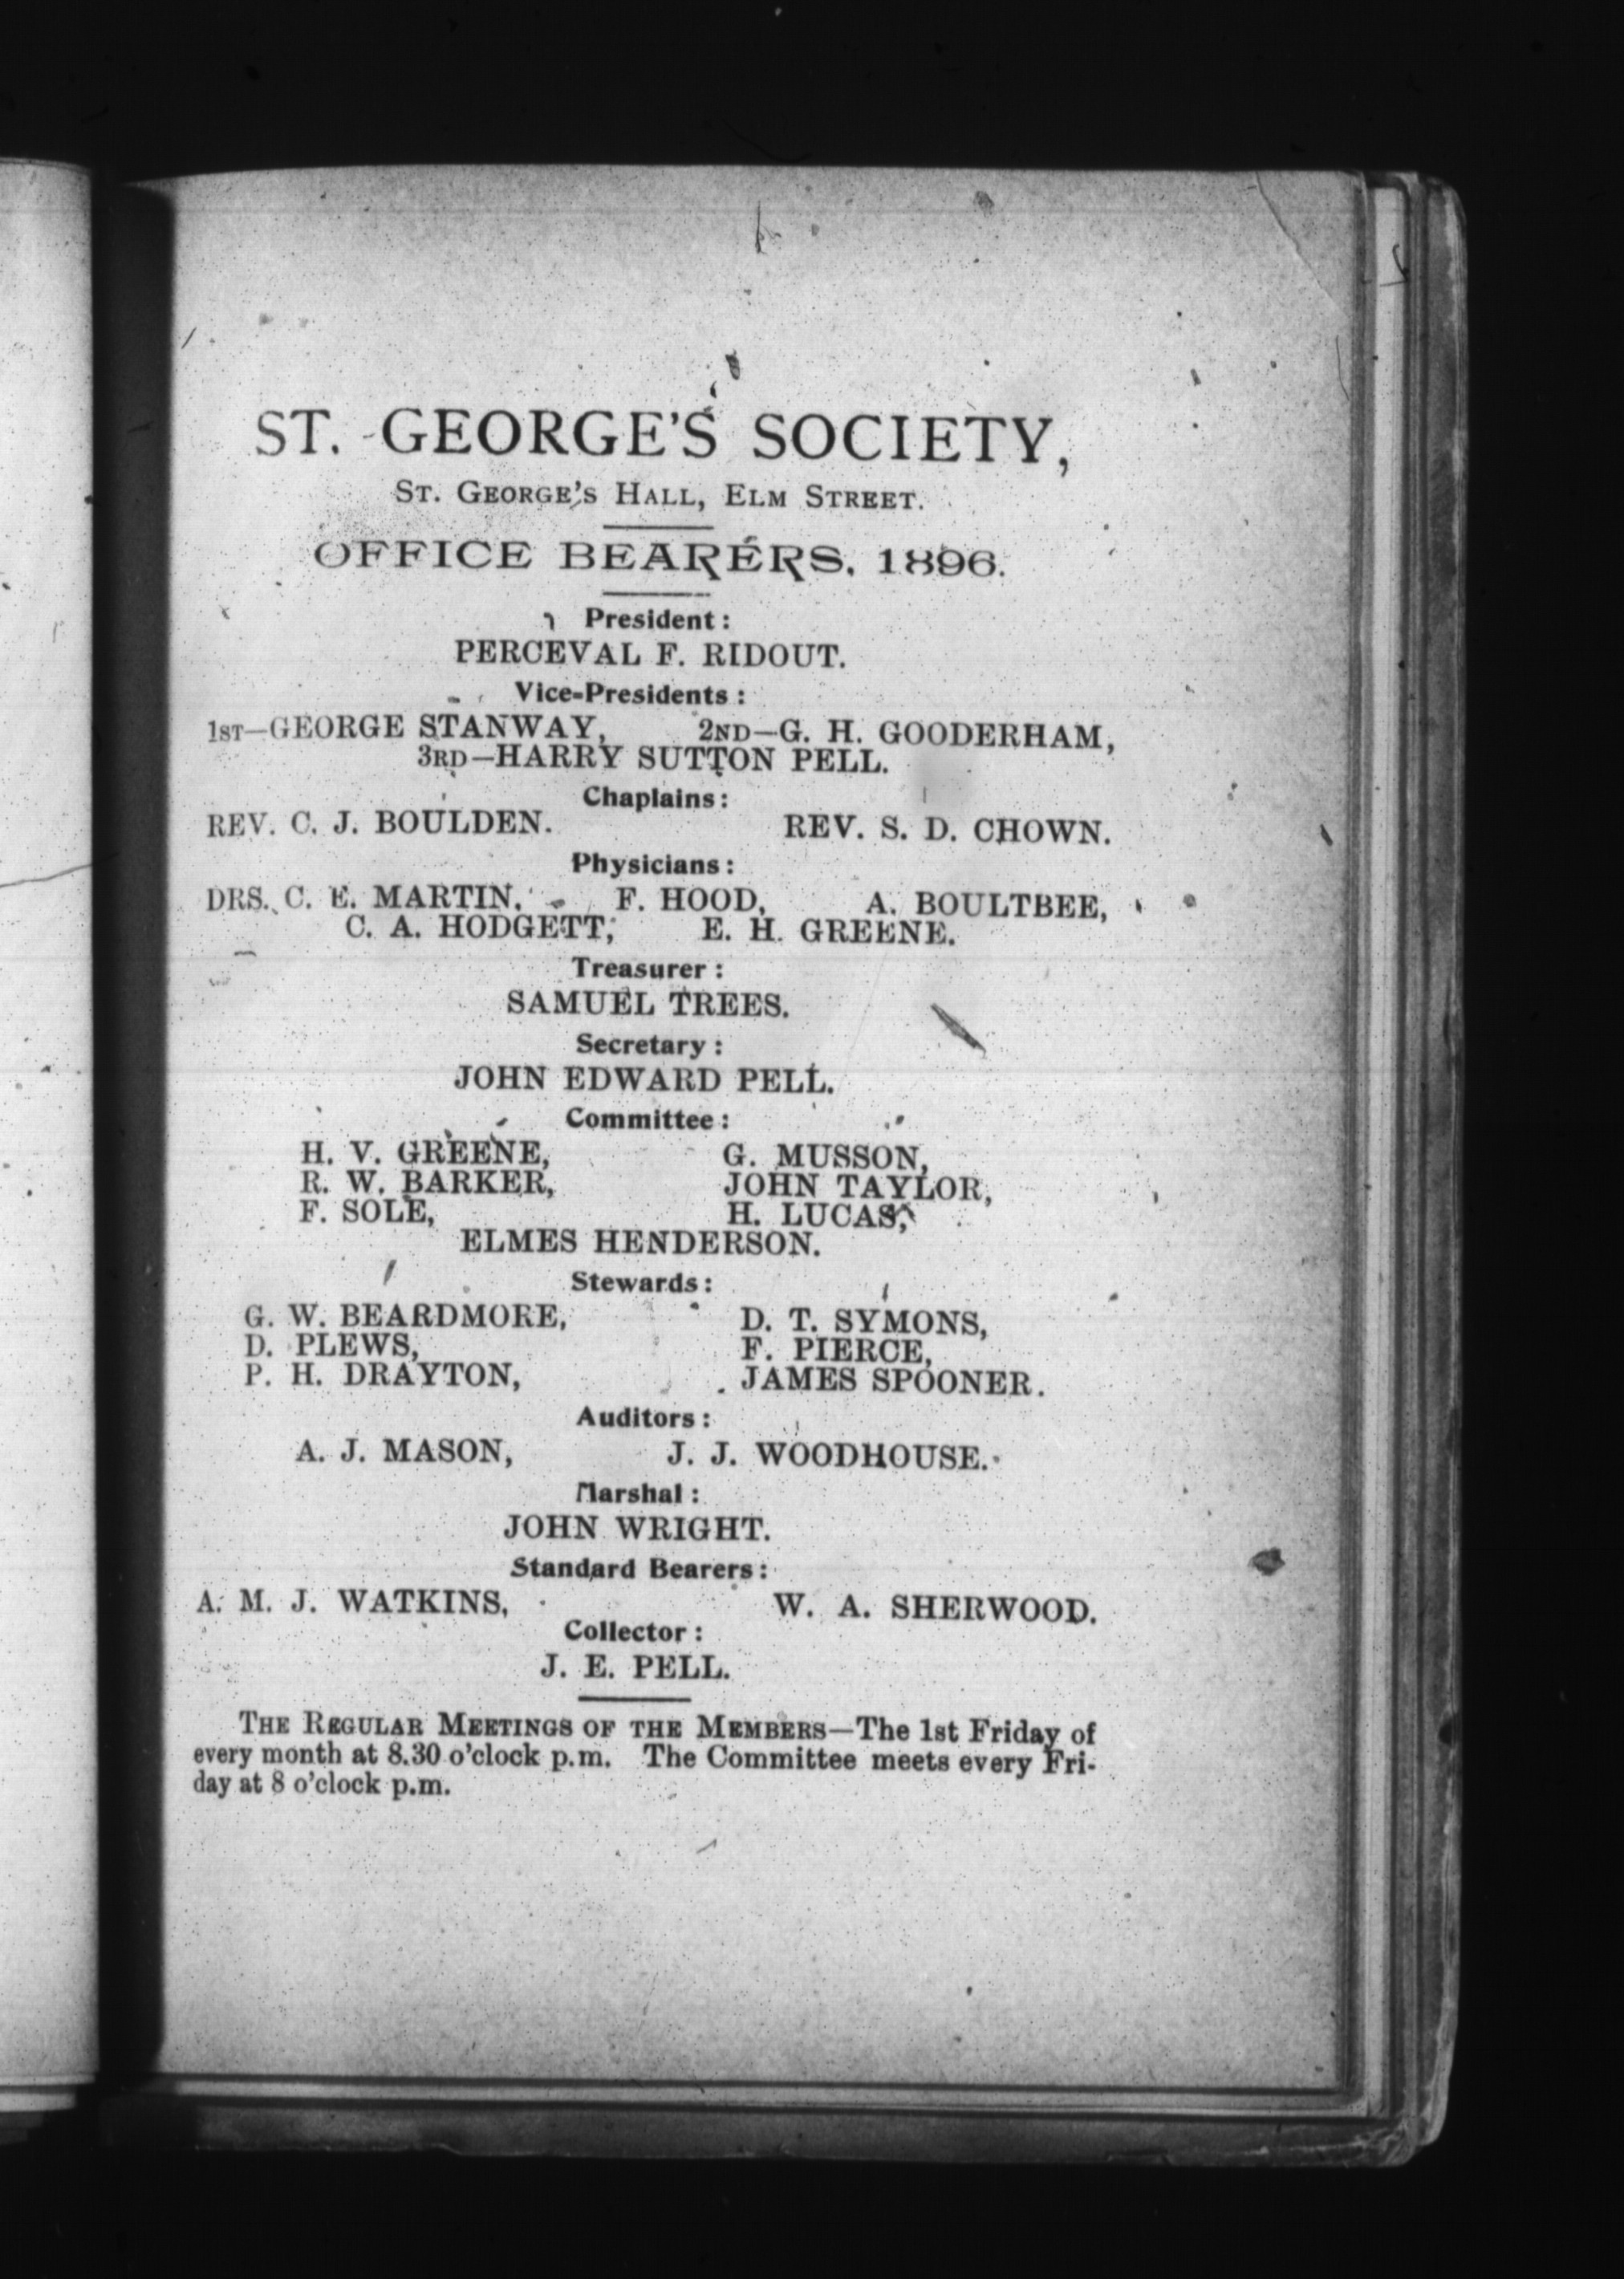 ST. GEORGE'S SOCIETY,
ST. GEORGE'S HALL, ELM STREET.
OFFICE BEARERS, 1896.
President:
PERCEVAL F. RIDOUT.
Vice-Presidents:
1ST—GEORGE STANWAY, 2ND—G. H. GOODERHAM,
3RD—HARRY SUTTON PELL.
Chaplains:
REV. C. J. BOULDEN. REV. S. D. CHOWN.
Physicians:
DRS. C. E. MARTIN, F. HOOD, A. BOULTBEE,
C. A. HODGETT, E. H. GREENE.
Treasurer:
SAMUEL TREES.
Secretary:
JOHN EDWARD PELL.
Committee:
H. V. GREENE, G. MUSSON,
R. W. BARKER, JOHN TAYLOR,
F. SOLE, H. LUCAS,
ELMES HENDERSON.
Stewards:
G. W. BEARDMORE, D. T. SYMONS,
D. PLEWS, F. PIERCE,
P. H. DRAYTON, JAMES SPOONER.
Auditors:
A. J. MASON, J. J. WOODHOUSE.
Marshal:
JOHN WRIGHT.
Standard Bearers:
A. M. J. WATKINS, W. A. SHERWOOD.
Collector:
J. E. PELL.
THE REGULAR MEETINGS OF THE MEMBERS—The 1st Friday of
every month at 8.30 o'clock p.m. The Committee meets every Fri-
day at 8 o'clock p.m.